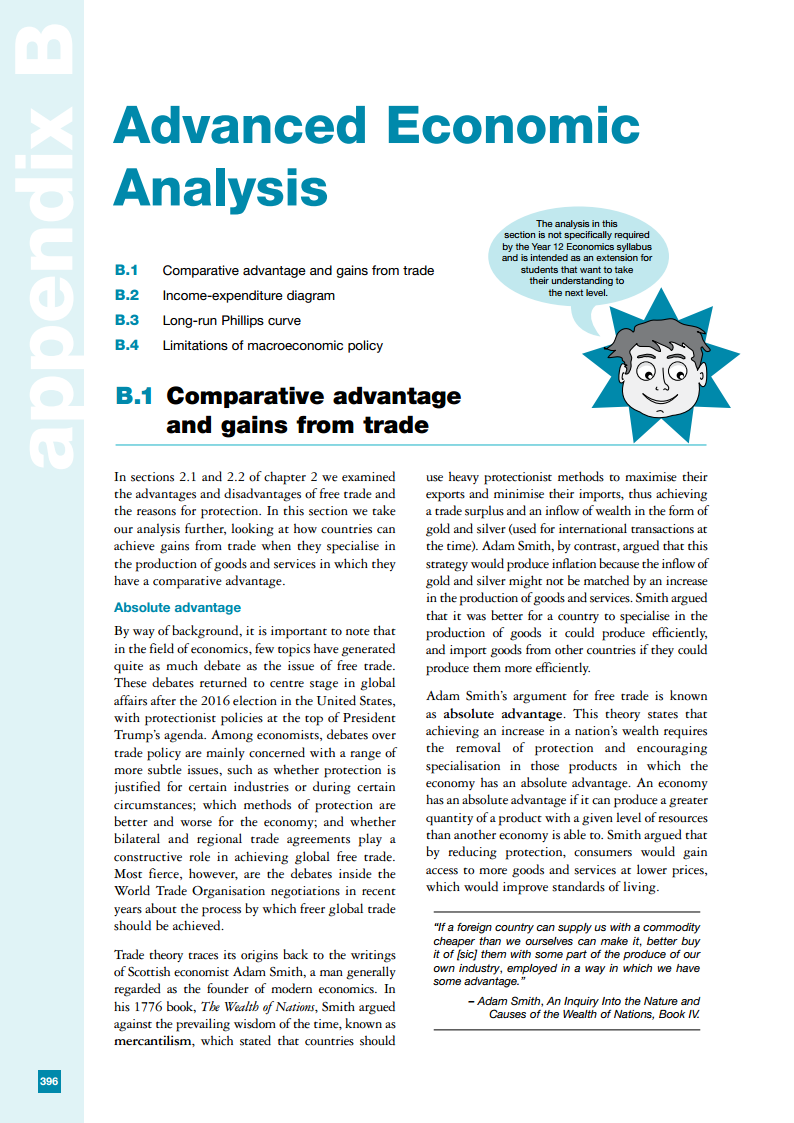 appendix B
Advanced Economic
Analysis
The analysis in this
section is not specifically required
by the Year 12 Economics syllabus
and is intended as an extension for
students that want to take
their understanding to
the next level.
B.1 Comparative advantage and gains from trade
B.2 Income-expenditure diagram
B.3 Long-run Phillips curve
B.4 Limitations of macroeconomic policy
B.1 Comparative advantage
and gains from trade
In sections 2.1 and 2.2 of chapter 2 we examined
the advantages and disadvantages of free trade and
the reasons for protection. In this section we take
our analysis further, looking at how countries can
achieve gains from trade when they specialise in
the production of goods and services in which they
have a comparative advantage.
Absolute advantage
By way of background, it is important to note that
in the field of economics, few topics have generated
quite as much debate as the issue of free trade.
These debates returned to centre stage in global
affairs after the 2016 election in the United States,
with protectionist policies at the top of President
Trump's agenda. Among economists, debates over
trade policy are mainly concerned with a range of
more subtle issues, such as whether protection is
justified for certain industries or during certain
circumstances; which methods of protection are
better and worse for the economy; and whether
bilateral and regional trade agreements play a
constructive role in achieving global free trade.
Most fierce, however, are the debates inside the
World Trade Organisation negotiations in recent
years about the process by which freer global trade
should be achieved.
Trade theory traces its origins back to the writings
of Scottish economist Adam Smith, a man generally
regarded as the founder of modern economics. In
his 1776 book, The Wealth of Nations, Smith argued
against the prevailing wisdom of the time, known as
mercantilism, which stated that countries should
use heavy protectionist methods to maximise their
exports and minimise their imports, thus achieving
a trade surplus and an inflow of wealth in the form of
gold and silver (used for international transactions at
the time). Adam Smith, by contrast, argued that this
strategy would produce inflation because the inflow of
gold and silver might not be matched by an increase
in the production of goods and services. Smith argued
that it was better for a country to specialise in the
production of goods it could produce efficiently,
and import goods from other countries if they could
produce them more efficiently.
Adam Smith's argument for free trade is known
as absolute advantage. This theory states that
achieving an increase in a nation's wealth requires
the removal of protection and encouraging
specialisation in those products in which the
economy has an absolute advantage. An economy
has an absolute advantage if it can produce a greater
quantity of a product with a given level of resources
than another economy is able to. Smith argued that
by reducing protection, consumers would gain
access to more goods and services at lower prices,
which would improve standards of living.
"If a foreign country can supply us with a commodity
cheaper than we ourselves can make it, better buy
it of [sic] them with some part of the produce of our
own industry, employed in a way in which we have
some advantage."
– Adam Smith, An Inquiry Into the Nature and
Causes of the Wealth of Nations, Book IV.
396